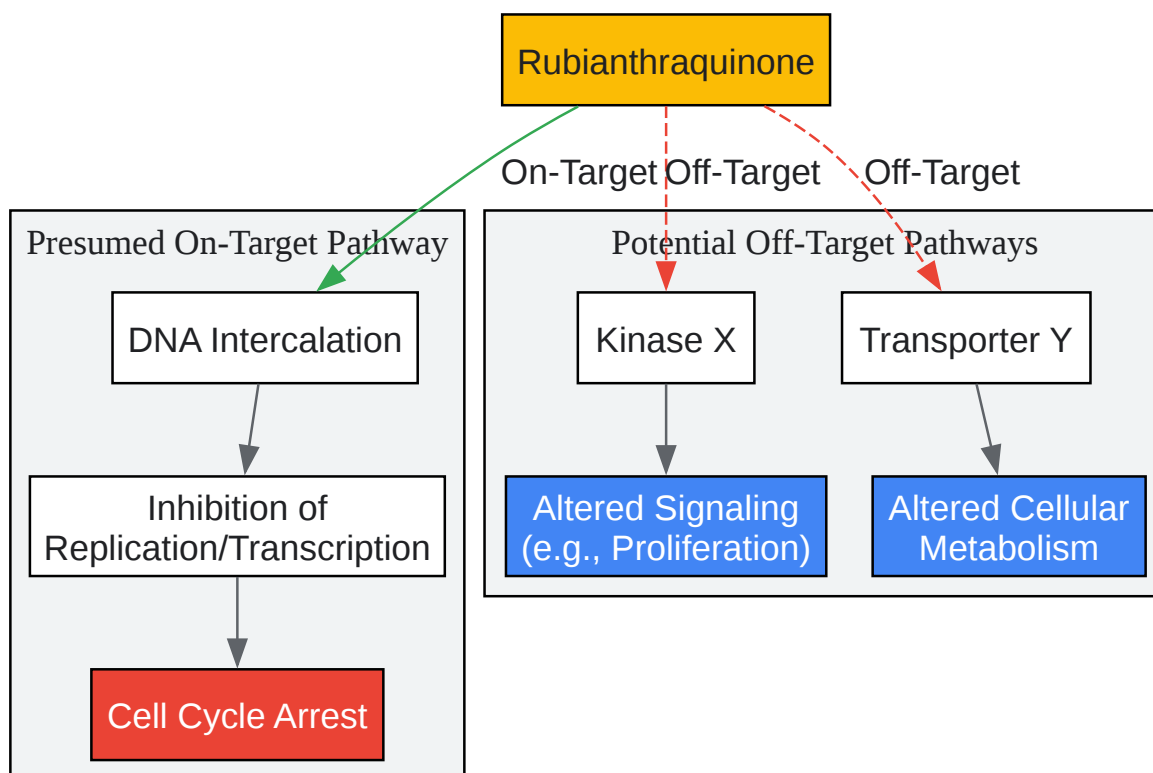 Rubianthraquinone
On-Target
Off-Target
Off-Target
Presumed On-Target Pathway
Potential Off-Target Pathways
DNA Intercalation
Kinase X
Transporter Y
Inhibition of
Replication/Transcription
Altered Signaling
(e.g., Proliferation)
Altered Cellular
Metabolism
Cell Cycle Arrest